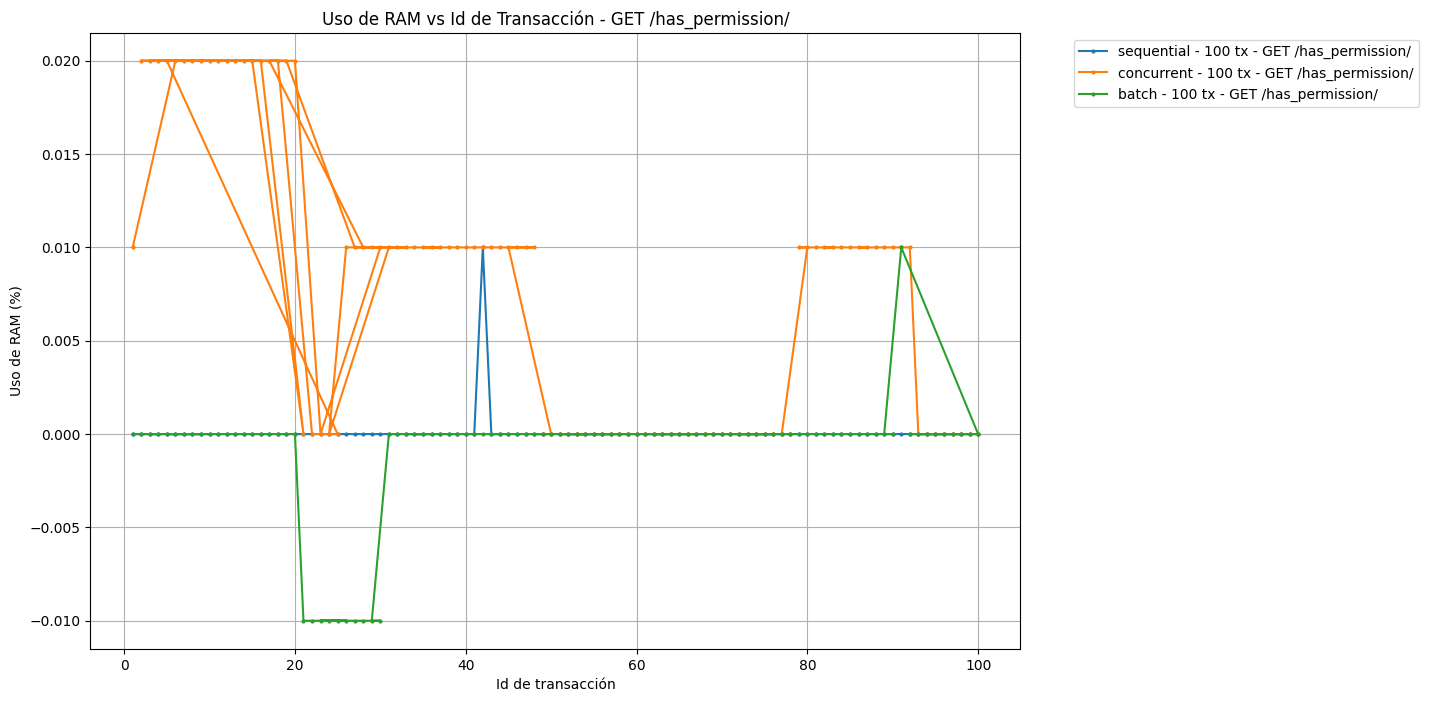 Uso de RAM vs Id de Transacción - GET /has_permission/
sequential - 100 tx - GET /has_permission/
concurrent - 100 tx - GET /has_permission/
batch - 100 tx - GET /has_permission/
Uso de RAM (%)
0.020
0.015
0.010
0.005
0.000
−0.005
−0.010
0 20 40 60 80 100
Id de transacción